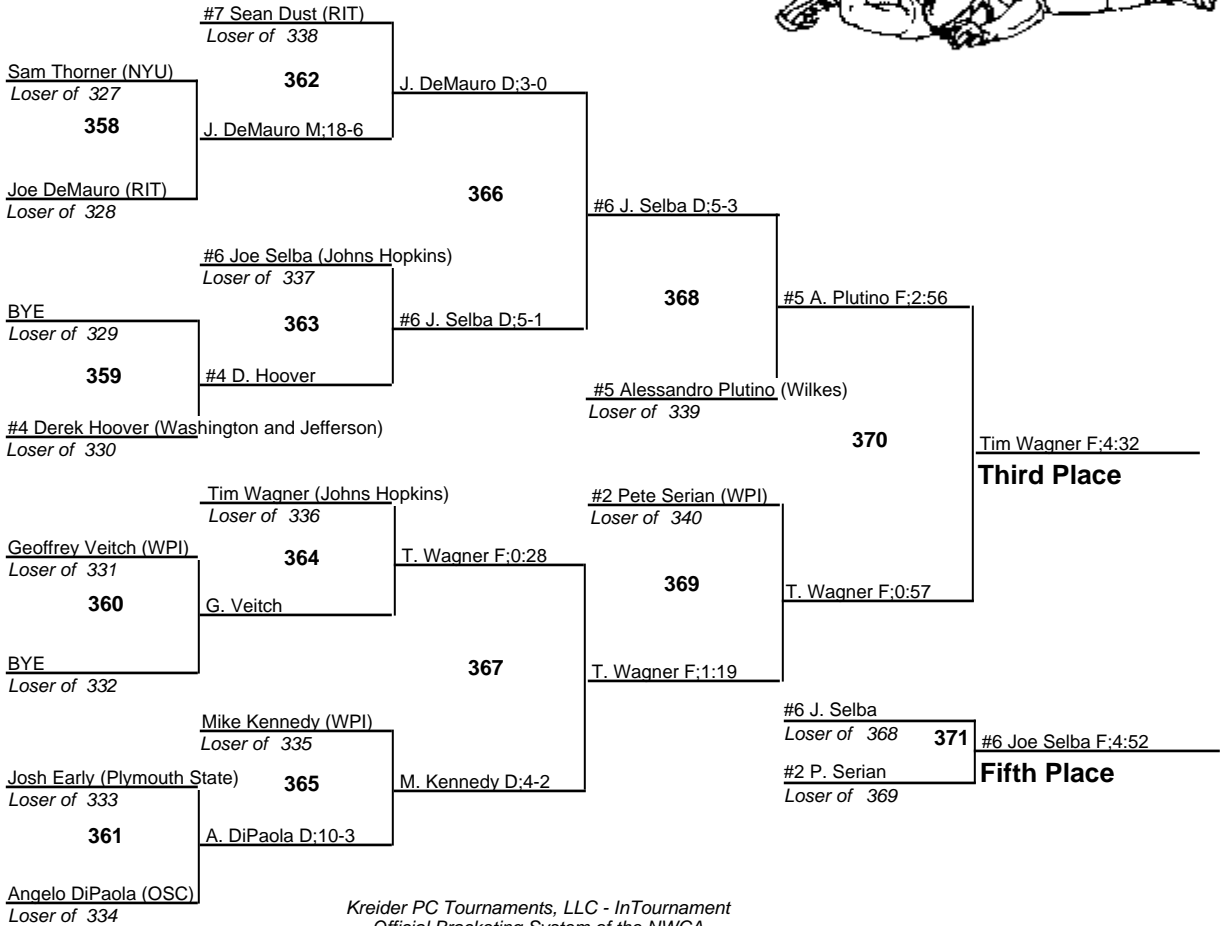 #7 Sean Dust (RIT)
Loser of 338
Sam Thorner (NYU)
Loser of 327
362
J. DeMauro D;3-0
358
J. DeMauro M;18-6
Joe DeMauro (RIT)
Loser of 328
366
#6 J. Selba D;5-3
#6 Joe Selba (Johns Hopkins)
Loser of 337
368
#5 A. Plutino F;2:56
BYE
Loser of 329
363
#6 J. Selba D;5-1
359
#4 D. Hoover
#5 Alessandro Plutino (Wilkes)
Loser of 339
#4 Derek Hoover (Washington and Jefferson)
Loser of 330
370
Tim Wagner F;4:32
Third Place
Tim Wagner (Johns Hopkins)
Loser of 336
#2 Pete Serian (WPI)
Loser of 340
Geoffrey Veitch (WPI)
Loser of 331
364
T. Wagner F;0:28
369
360
G. Veitch
T. Wagner F;0:57
BYE
Loser of 332
367
T. Wagner F;1:19
Mike Kennedy (WPI)
Loser of 335
#6 J. Selba
Loser of 368
371
#6 Joe Selba F;4:52
Josh Early (Plymouth State)
Loser of 333
365
M. Kennedy D;4-2
#2 P. Serian
Loser of 369
Fifth Place
361
A. DiPaola D;10-3
Angelo DiPaola (OSC)
Loser of 334
Kreider PC Tournaments, LLC - InTournament
Official Bracketing System of the NWCA